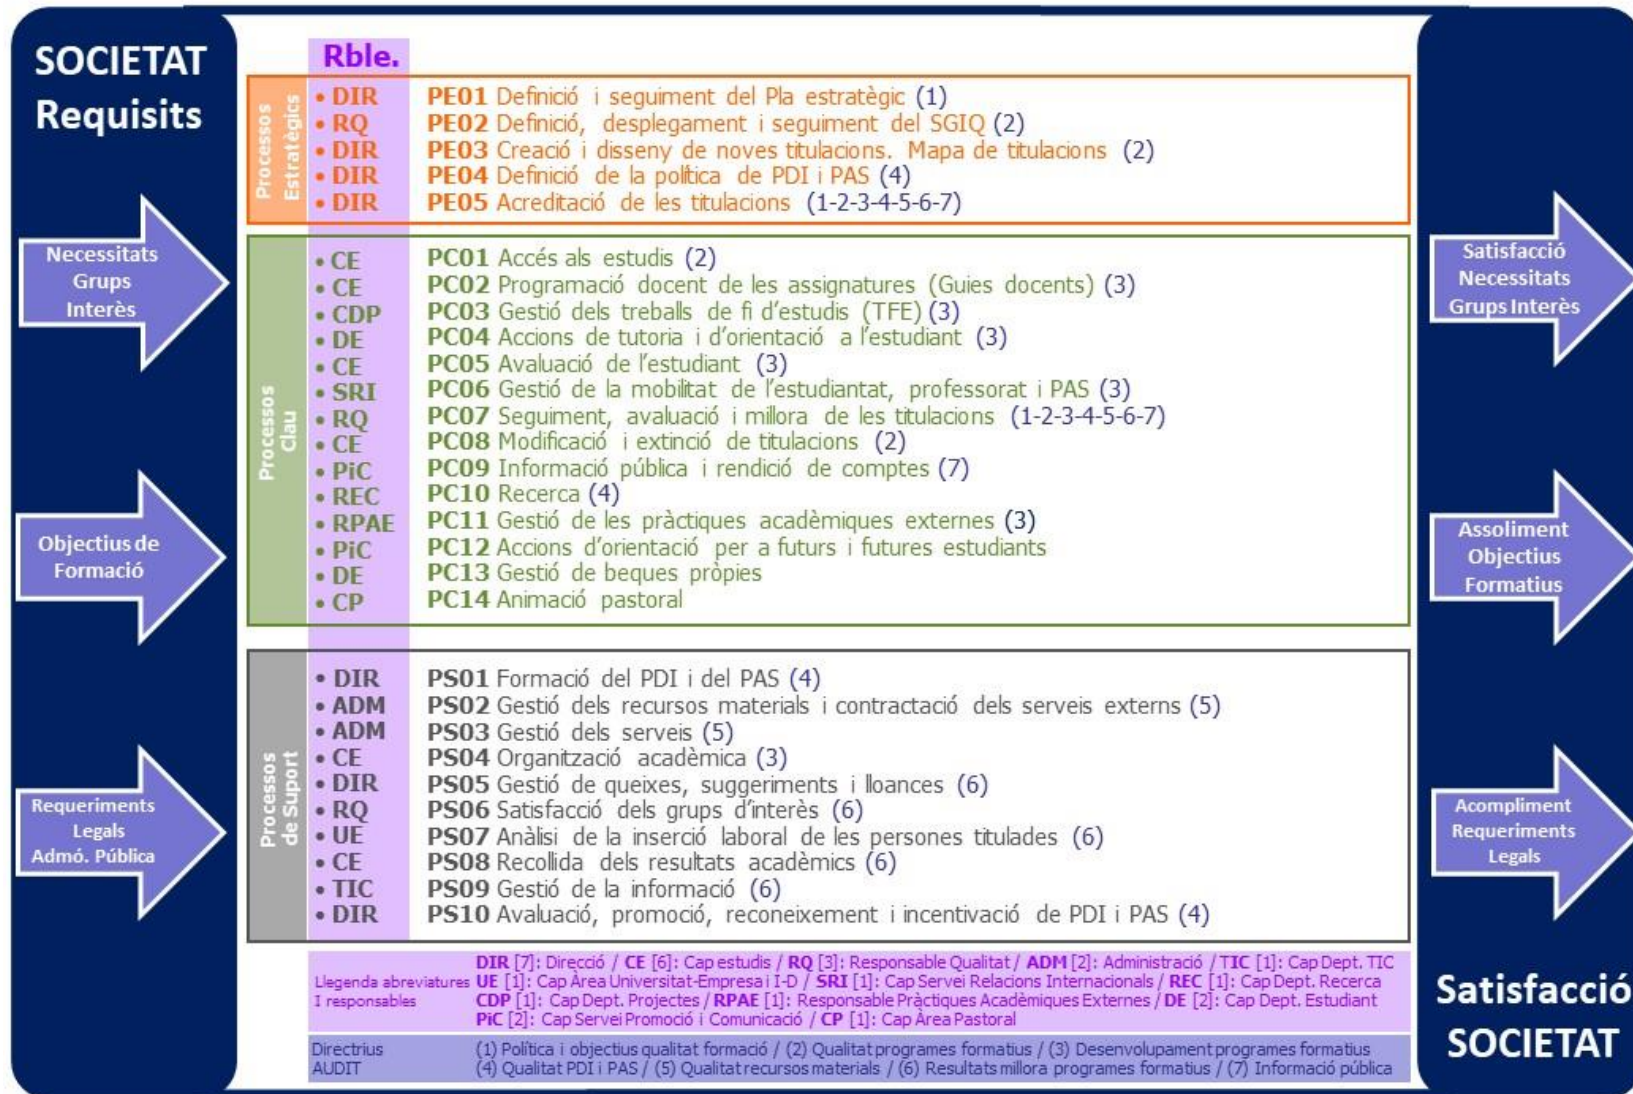 SOCIETAT
Requisits
Necessitats
Grups
Interès
Objectius de
Formació
Requeriments
Legals
Admó. Pública
Rble.
Processos
Estratègics
• DIR PE01 Definició i seguiment del Pla estratègic (1)
• RQ PE02 Definició, desplegament i seguiment del SGIQ (2)
• DIR PE03 Creació i disseny de noves titulacions. Mapa de titulacions (2)
• DIR PE04 Definició de la política de PDI i PAS (4)
• DIR PE05 Acreditació de les titulacions (1-2-3-4-5-6-7)
Processos
Clau
• CE PC01 Accés als estudis (2)
• CE PC02 Programació docent de les assignatures (Guies docents) (3)
• CDP PC03 Gestió dels treballs de fi d'estudis (TFE) (3)
• DE PC04 Accions de tutoria i d'orientació a l'estudiant (3)
• CE PC05 Avaluació de l'estudiant (3)
• SRI PC06 Gestió de la mobilitat de l'estudiantat, professorat i PAS (3)
• RQ PC07 Seguiment, avaluació i millora de les titulacions (1-2-3-4-5-6-7)
• CE PC08 Modificació i extinció de titulacions (2)
• PiC PC09 Informació pública i rendició de comptes (7)
• REC PC10 Recerca (4)
• RPAE PC11 Gestió de les pràctiques acadèmiques externes (3)
• PiC PC12 Accions d'orientació per a futurs i futures estudiants
• DE PC13 Gestió de beques pròpies
• CP PC14 Animació pastoral
Processos
de Suport
• DIR PS01 Formació del PDI i del PAS (4)
• ADM PS02 Gestió dels recursos materials i contractació dels serveis externs (5)
• ADM PS03 Gestió dels serveis (5)
• CE PS04 Organització acadèmica (3)
• DIR PS05 Gestió de queixes, suggeriments i lloances (6)
• RQ PS06 Satisfacció dels grups d'interès (6)
• UE PS07 Anàlisi de la inserció laboral de les persones titulades (6)
• CE PS08 Recollida dels resultats acadèmics (6)
• TIC PS09 Gestió de la informació (6)
• DIR PS10 Avaluació, promoció, reconeixement i incentivació de PDI i PAS (4)
Llegenda abreviatures
I responsables
DIR [7]: Direcció / CE [6]: Cap estudis / RQ [3]: Responsable Qualitat / ADM [2]: Administració / TIC [1]: Cap Dept. TIC
UE [1]: Cap Àrea Universitat-Empresa i I-D / SRI [1]: Cap Servei Relacions Internacionals / REC [1]: Cap Dept. Recerca
CDP [1]: Cap Dept. Projectes / RPAE [1]: Responsable Pràctiques Acadèmiques Externes / DE [2]: Cap Dept. Estudiant
PiC [2]: Cap Servei Promoció i Comunicació / CP [1]: Cap Àrea Pastoral
Directrius
AUDIT
(1) Política i objectius qualitat formació / (2) Qualitat programes formatius / (3) Desenvolupament programes formatius
(4) Qualitat PDI i PAS / (5) Qualitat recursos materials / (6) Resultats millora programes formatius / (7) Informació pública
Satisfacció
Necessitats
Grups Interès
Assoliment
Objectius
Formatius
Acompliment
Requeriments
Legals
Satisfacció
SOCIETAT